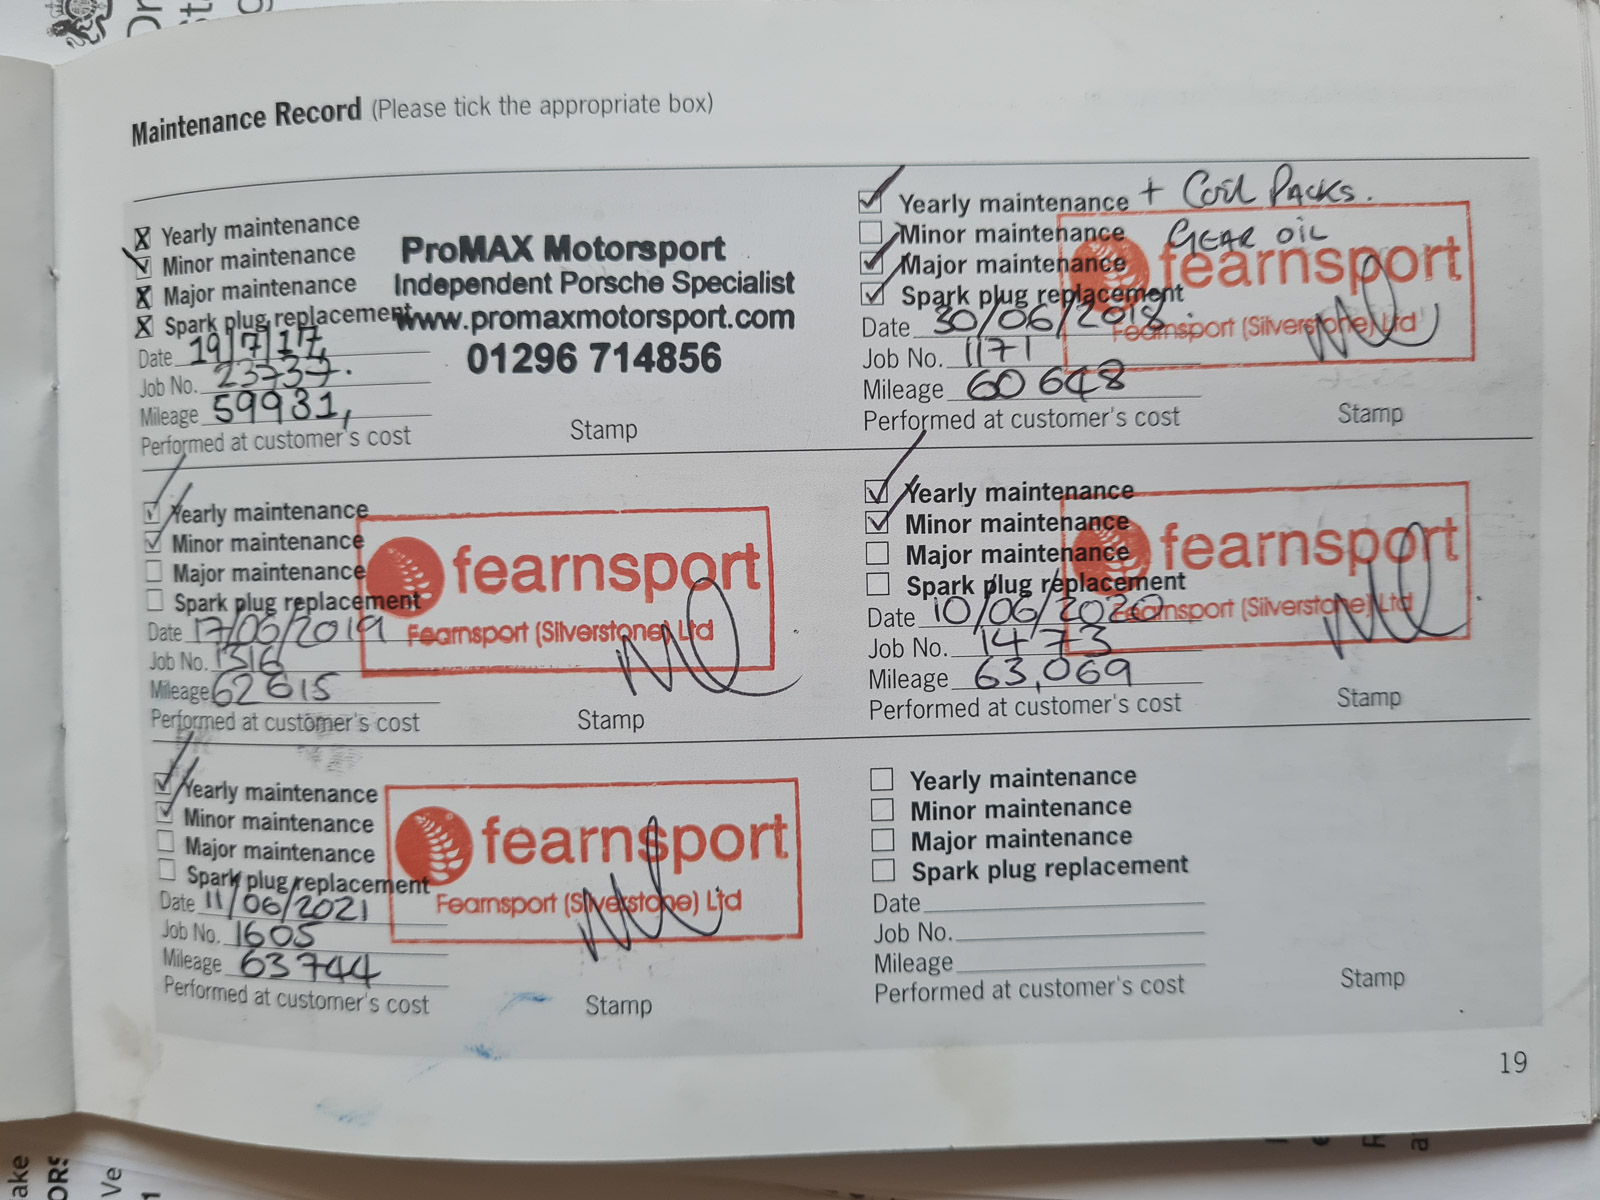 Maintenance Record (Please tick the appropriate box)
Yearly maintenance
Minor maintenance
Major maintenance
Spark plug replacement
Date 19/7/17
Job No. 23737.
Mileage 59931,
Performed at customer's cost
ProMAX Motorsport
Independent Porsche Specialist
www.promaxmotorsport.com
01296 714856
Stamp
Yearly maintenance + Coil Packs.
Minor maintenance Gear oil
Major maintenance
Spark plug replacement
Date 30/06/2018.
Job No. 1171
Mileage 60648
Performed at customer's cost
fearnsport
Fearnsport (Silverstone) Ltd
Stamp
Yearly maintenance
Minor maintenance
Major maintenance
Spark plug replacement
Date 17/06/2019
Job No. 1316
Mileage 62615
Performed at customer's cost
fearnsport
Fearnsport (Silverstone) Ltd
Stamp
Yearly maintenance
Minor maintenance
Major maintenance
Spark plug replacement
Date 10/06/2020
Job No. 1473
Mileage 63,069
Performed at customer's cost
fearnsport
Fearnsport (Silverstone) Ltd
Stamp
Yearly maintenance
Minor maintenance
Major maintenance
Spark plug replacement
Date 11/06/2021
Job No. 1605
Mileage 63744
Performed at customer's cost
fearnsport
Fearnsport (Silverstone) Ltd
Stamp
Yearly maintenance
Minor maintenance
Major maintenance
Spark plug replacement
Date
Job No.
Mileage
Performed at customer's cost
Stamp
19
ake
ORS
Ve